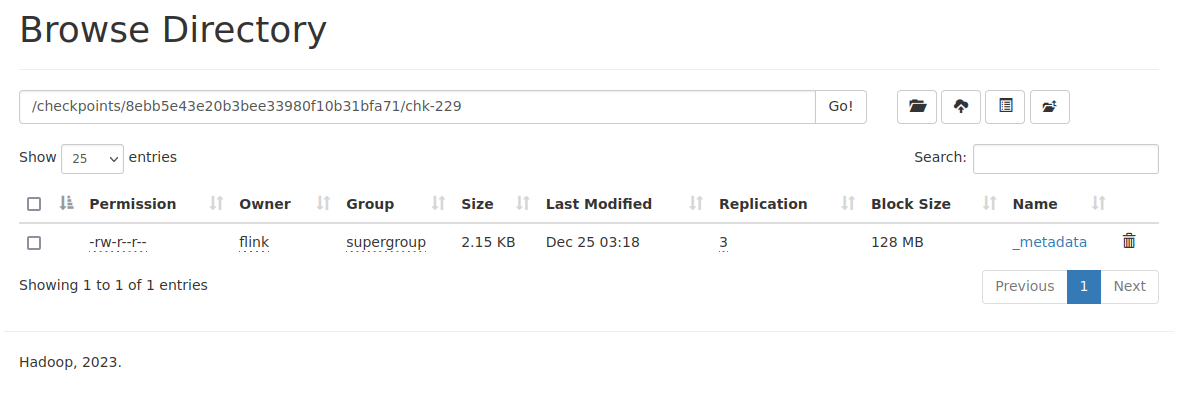 Browse Directory
/checkpoints/8ebb5e43e20b3bee33980f10b31bfa71/chk-229 Go!
Show 25 entries Search:
Permission Owner Group Size Last Modified Replication Block Size Name
-rw-r--r-- flink supergroup 2.15 KB Dec 25 03:18 3 128 MB _metadata
Showing 1 to 1 of 1 entries Previous 1 Next
Hadoop, 2023.